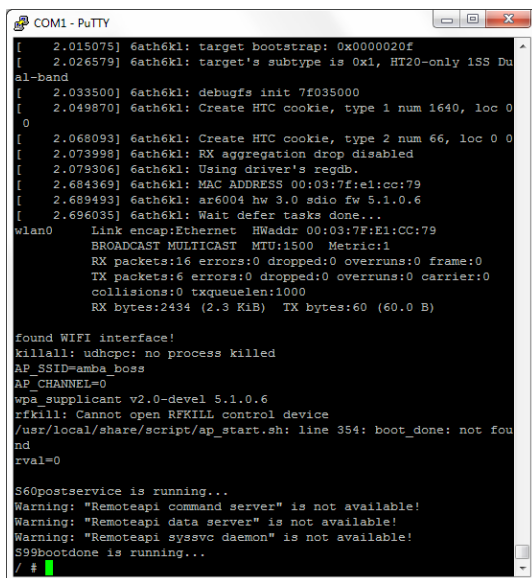 COM1 - PuTTY
[    2.015075] 6ath6kl: target bootstrap: 0x0000020f
[    2.026579] 6ath6kl: target's subtype is 0x1, HT20-only 1SS Du
al-band
[    2.033500] 6ath6kl: debugfs init 7f035000
[    2.049870] 6ath6kl: Create HTC cookie, type 1 num 1640, loc 0
 0
[    2.068093] 6ath6kl: Create HTC cookie, type 2 num 66, loc 0 0
[    2.073998] 6ath6kl: RX aggregation drop disabled
[    2.079306] 6ath6kl: Using driver's regdb.
[    2.684369] 6ath6kl: MAC ADDRESS 00:03:7f:e1:cc:79
[    2.689493] 6ath6kl: ar6004 hw 3.0 sdio fw 5.1.0.6
[    2.696035] 6ath6kl: Wait defer tasks done...
wlan0     Link encap:Ethernet  HWaddr 00:03:7F:E1:CC:79
          BROADCAST MULTICAST  MTU:1500  Metric:1
          RX packets:16 errors:0 dropped:0 overruns:0 frame:0
          TX packets:6 errors:0 dropped:0 overruns:0 carrier:0
          collisions:0 txqueuelen:1000
          RX bytes:2434 (2.3 KiB)  TX bytes:60 (60.0 B)

found WIFI interface!
killall: udhcpc: no process killed
AP_SSID=amba_boss
AP_CHANNEL=0
wpa_supplicant v2.0-devel 5.1.0.6
rfkill: Cannot open RFKILL control device
/usr/local/share/script/ap_start.sh: line 354: boot_done: not fou
nd
rval=0

S60postservice is running...
Warning: "Remoteapi command server" is not available!
Warning: "Remoteapi data server" is not available!
Warning: "Remoteapi syssvc daemon" is not available!
S99bootdone is running...
/ #